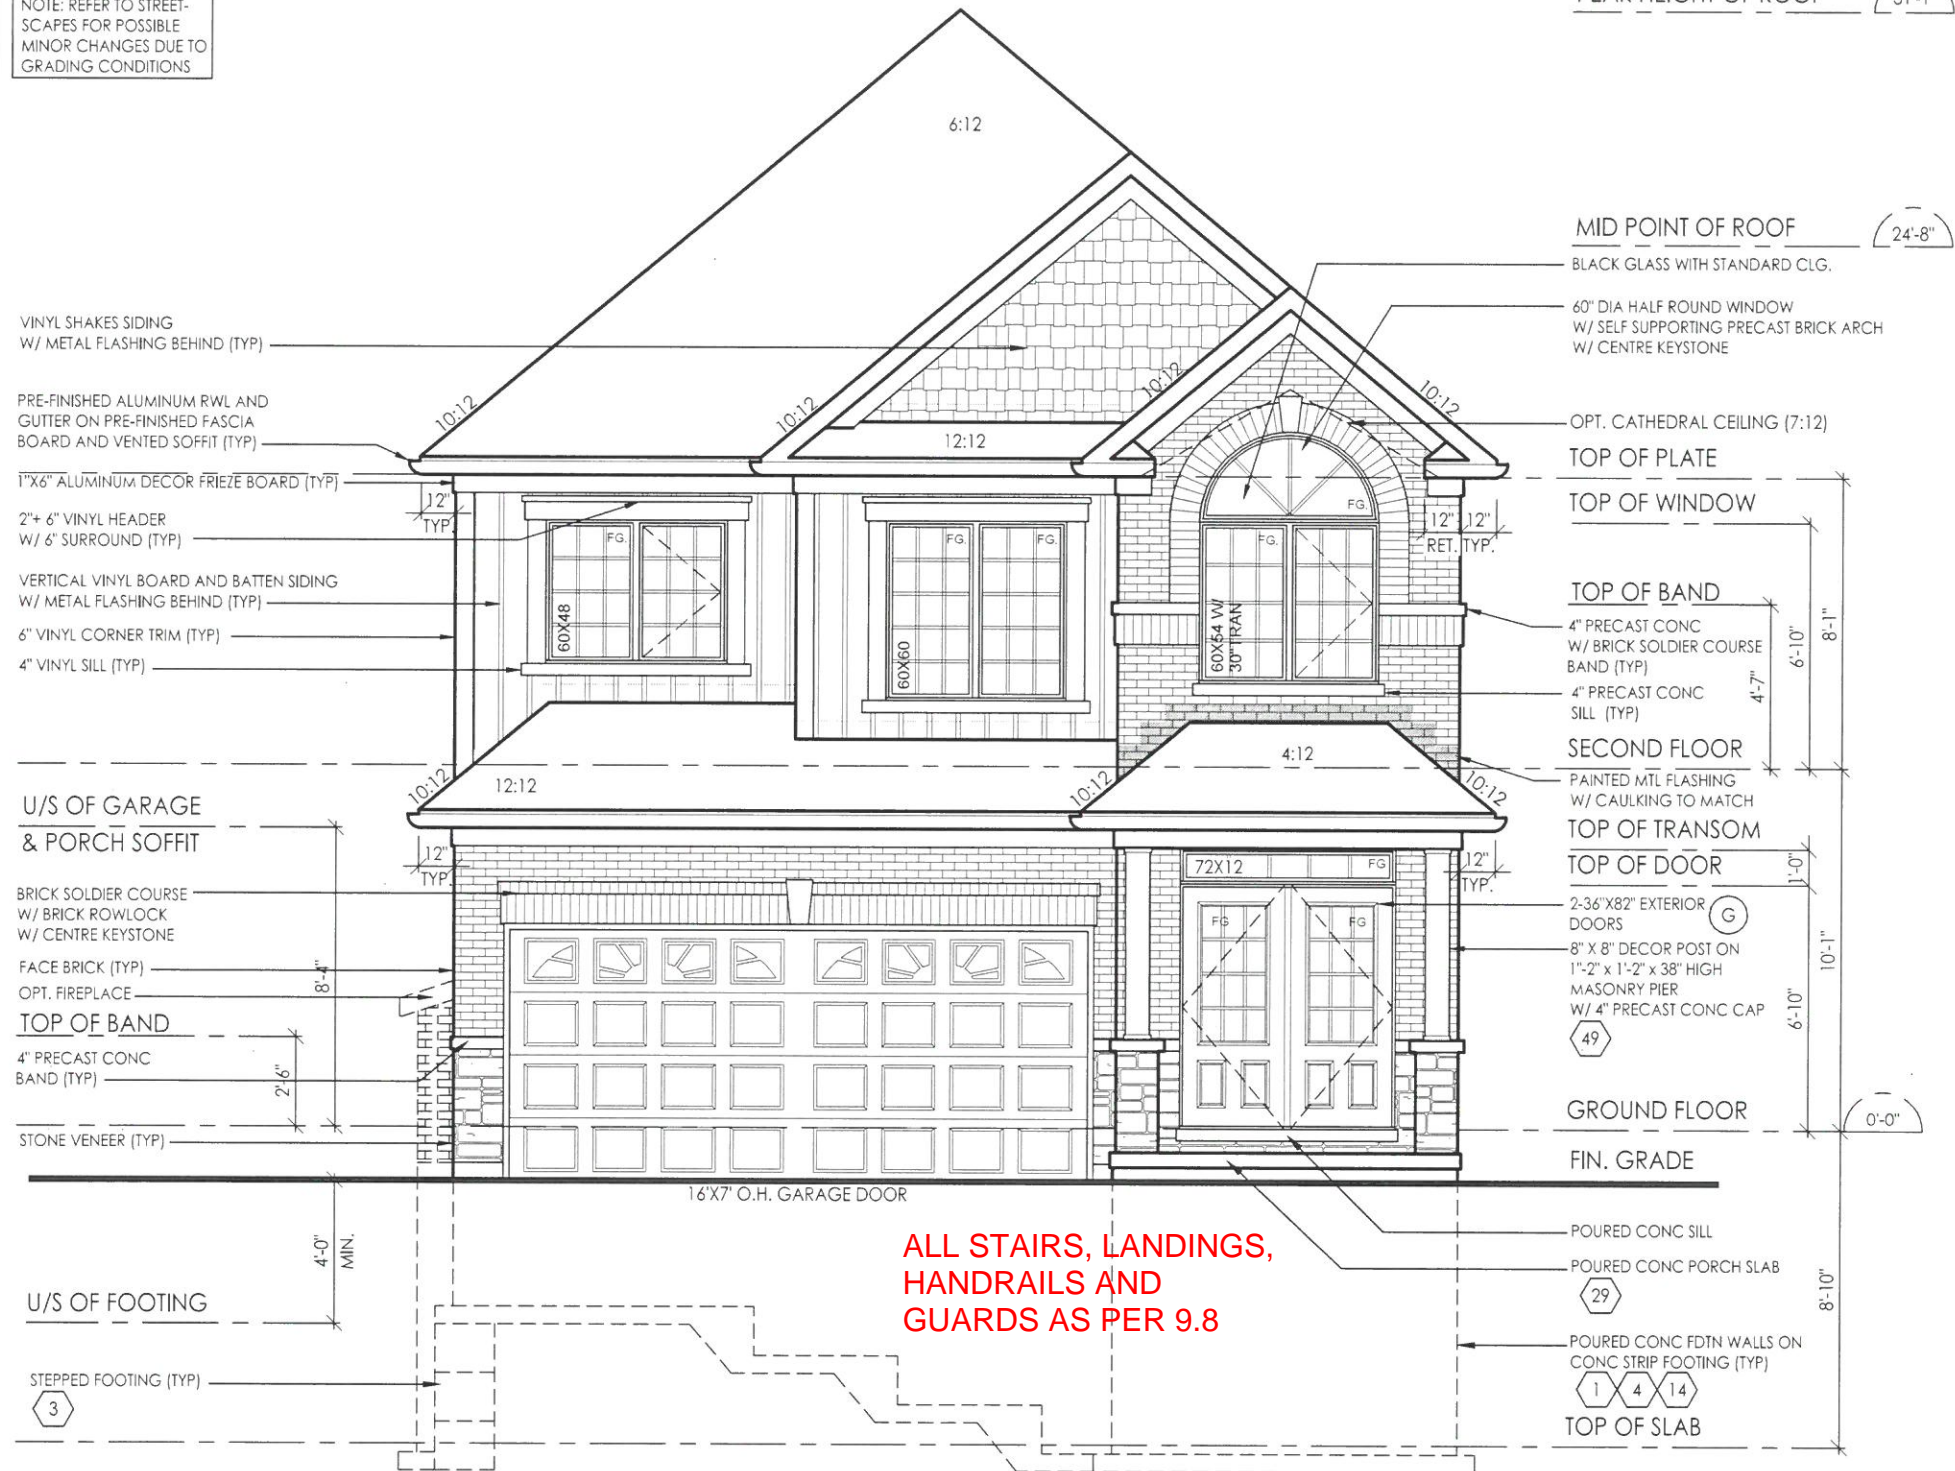 NOTE: REFER TO STREET-
SCAPES FOR POSSIBLE
MINOR CHANGES DUE TO
GRADING CONDITIONS
6:12
MID POINT OF ROOF
24'-8"
BLACK GLASS WITH STANDARD CLG.
60" DIA HALF ROUND WINDOW
W/ SELF SUPPORTING PRECAST BRICK ARCH
W/ CENTRE KEYSTONE
VINYL SHAKES SIDING
W/ METAL FLASHING BEHIND (TYP)
PRE-FINISHED ALUMINUM RWL AND
GUTTER ON PRE-FINISHED FASCIA
BOARD AND VENTED SOFFIT (TYP)
10:12
10:12
10:12
10:12
12:12
OPT. CATHEDRAL CEILING (7:12)
TOP OF PLATE
1"X6" ALUMINUM DECOR FRIEZE BOARD (TYP)
TOP OF WINDOW
12"
TYP.
2"+ 6" VINYL HEADER
W/ 6" SURROUND (TYP)
FG.
FG.
FG.
FG.
FG.
12"
RET.
12"
TYP.
VERTICAL VINYL BOARD AND BATTEN SIDING
W/ METAL FLASHING BEHIND (TYP)
6" VINYL CORNER TRIM (TYP)
4" VINYL SILL (TYP)
60X48
60X60
60X54 W/
30" TRAN
TOP OF BAND
4" PRECAST CONC
W/ BRICK SOLDIER COURSE
BAND (TYP)
4" PRECAST CONC
SILL (TYP)
4'-7"
6'-10"
8'-1"
SECOND FLOOR
4:12
PAINTED MTL FLASHING
W/ CAULKING TO MATCH
10:12
12:12
10:12
10:12
U/S OF GARAGE
& PORCH SOFFIT
TOP OF TRANSOM
TOP OF DOOR
1'-0"
12"
TYP.
72X12
FG
12"
TYP.
BRICK SOLDIER COURSE
W/ BRICK ROWLOCK
W/ CENTRE KEYSTONE
FG
FG
2-36"X82" EXTERIOR
DOORS
G
8" X 8" DECOR POST ON
1"-2" x 1'-2" x 38" HIGH
MASONRY PIER
W/ 4" PRECAST CONC CAP
49
FACE BRICK (TYP)
OPT. FIREPLACE
8'-4"
TOP OF BAND
4" PRECAST CONC
BAND (TYP)
2'-6"
STONE VENEER (TYP)
6'-10"
10'-1"
GROUND FLOOR
0'-0"
FIN. GRADE
16'X7' O.H. GARAGE DOOR
4'-0"
MIN.
ALL STAIRS, LANDINGS,
HANDRAILS AND
GUARDS AS PER 9.8
POURED CONC SILL
POURED CONC PORCH SLAB
29
8'-10"
U/S OF FOOTING
POURED CONC FDTN WALLS ON
CONC STRIP FOOTING (TYP)
1
4
14
STEPPED FOOTING (TYP)
3
TOP OF SLAB